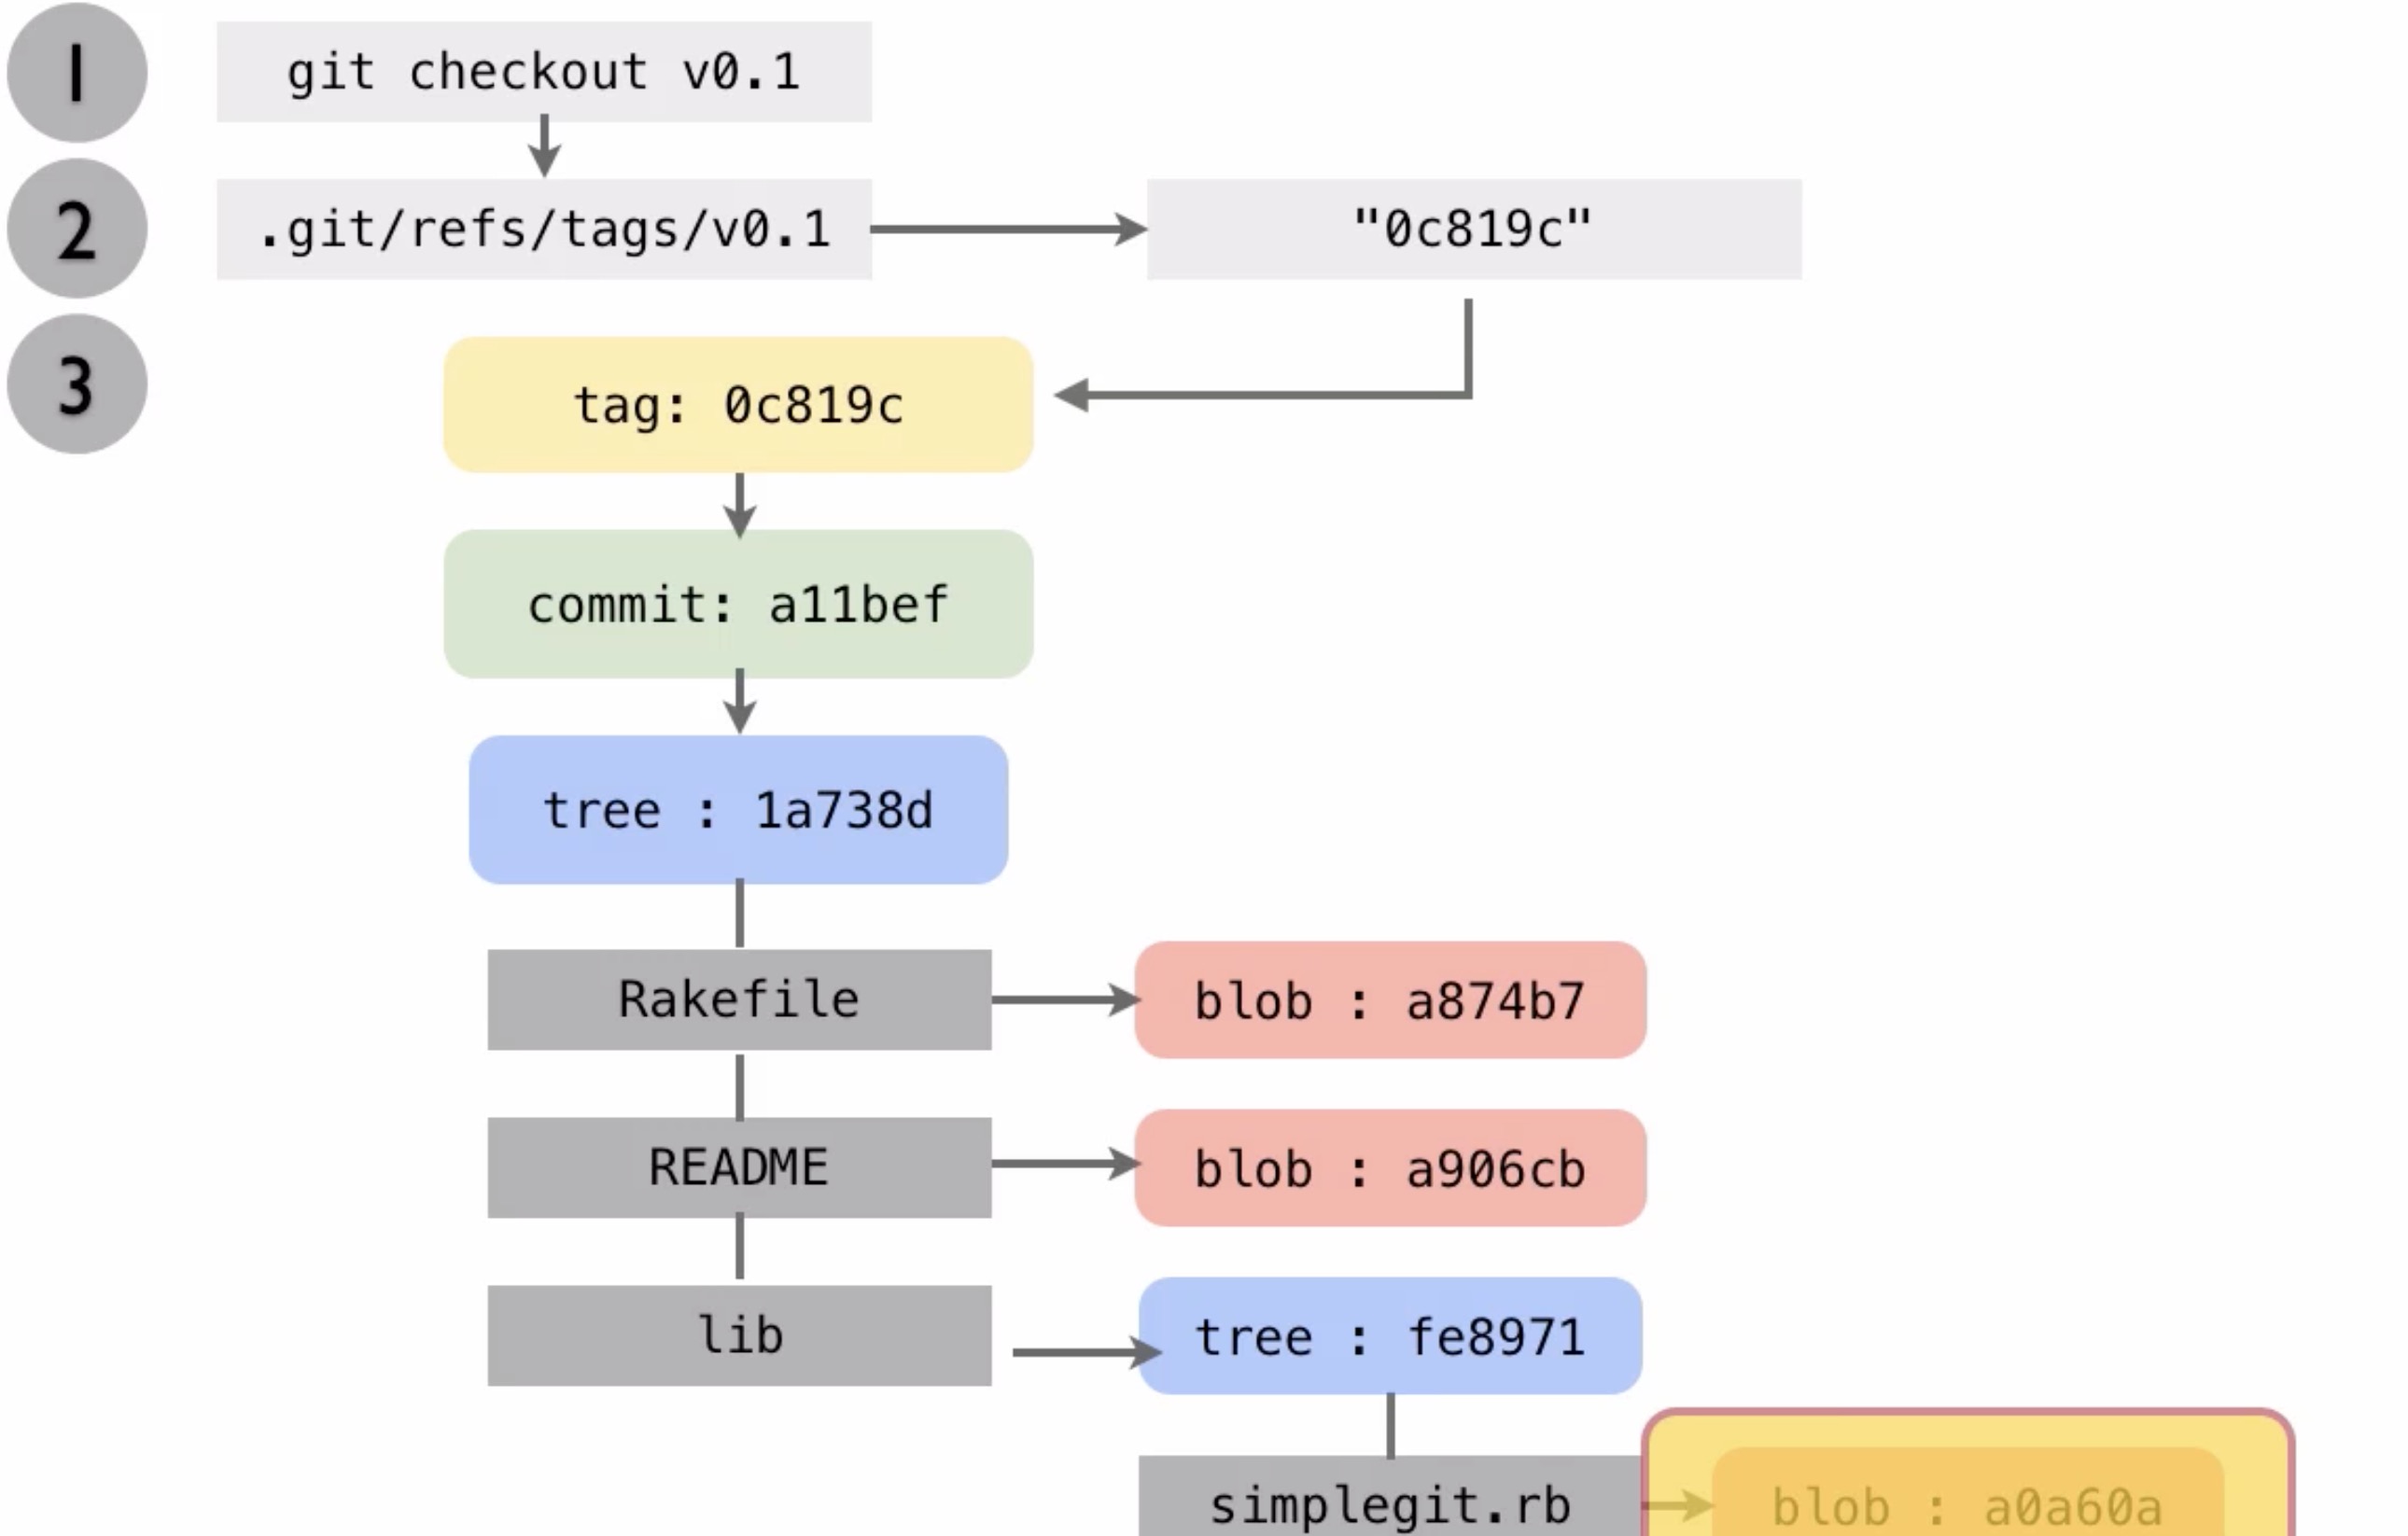 1
git checkout v0.1
2
.git/refs/tags/v0.1
"0c819c"
3
tag: 0c819c
commit: a11bef
tree : 1a738d
Rakefile
blob : a874b7
README
blob : a906cb
lib
tree : fe8971
simplegit.rb
blob : a0a60a